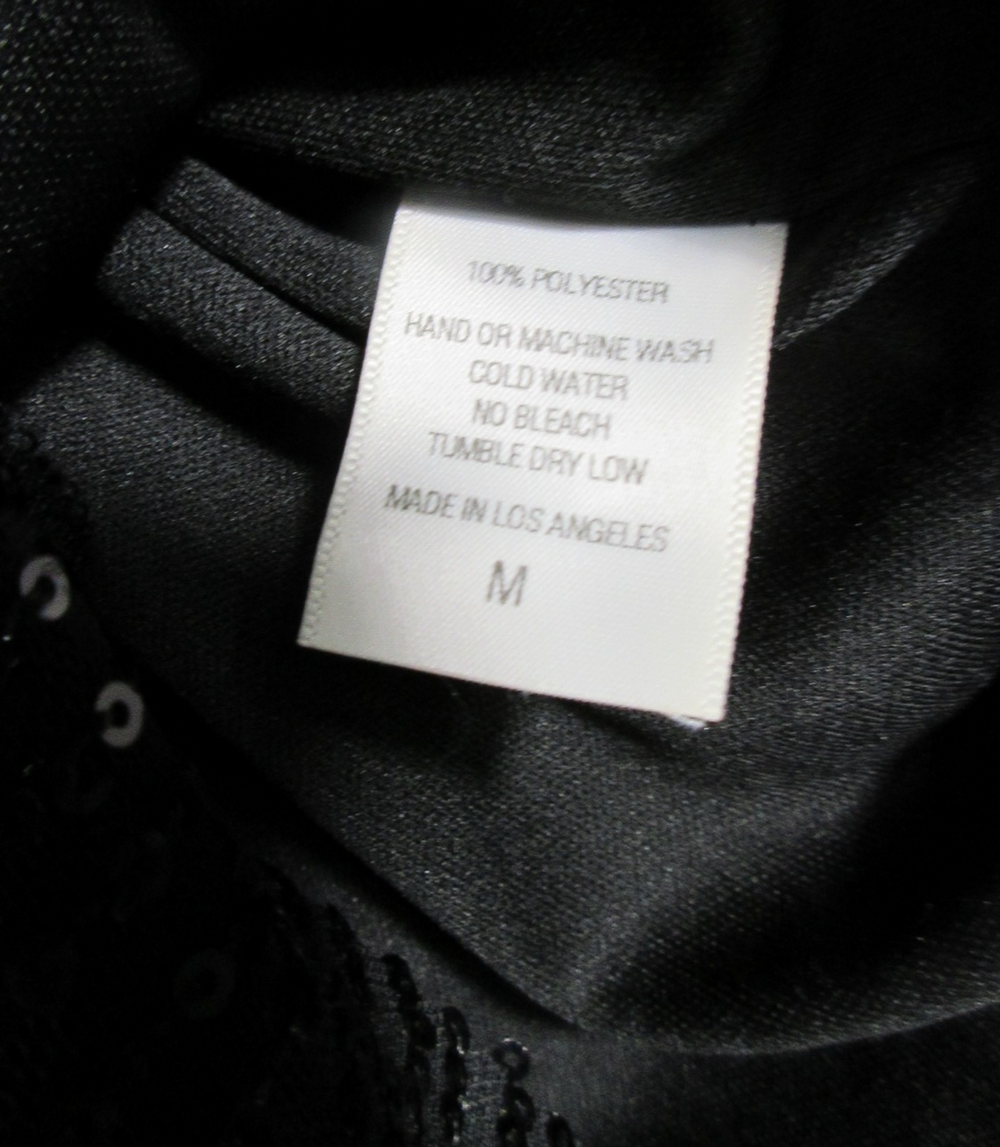 100% POLYESTER
HAND OR MACHINE WASH
COLD WATER
NO BLEACH
TUMBLE DRY LOW
MADE IN LOS ANGELES
M